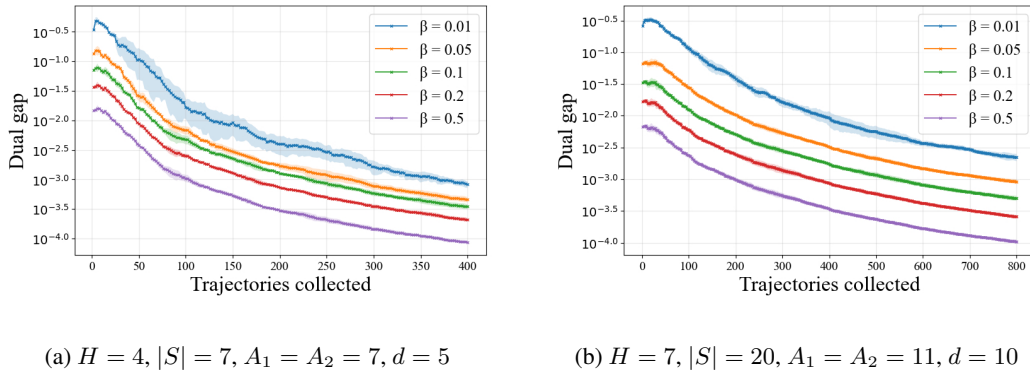 β = 0.01
β = 0.05
β = 0.1
β = 0.2
β = 0.5
10^−0.5
10^−1.0
10^−1.5
10^−2.0
10^−2.5
10^−3.0
10^−3.5
10^−4.0
Dual gap
0 50 100 150 200 250 300 350 400
Trajectories collected
(a) H = 4, |S| = 7, A₁ = A₂ = 7, d = 5
β = 0.01
β = 0.05
β = 0.1
β = 0.2
β = 0.5
10^−0.5
10^−1.0
10^−1.5
10^−2.0
10^−2.5
10^−3.0
10^−3.5
10^−4.0
Dual gap
0 100 200 300 400 500 600 700 800
Trajectories collected
(b) H = 7, |S| = 20, A₁ = A₂ = 11, d = 10